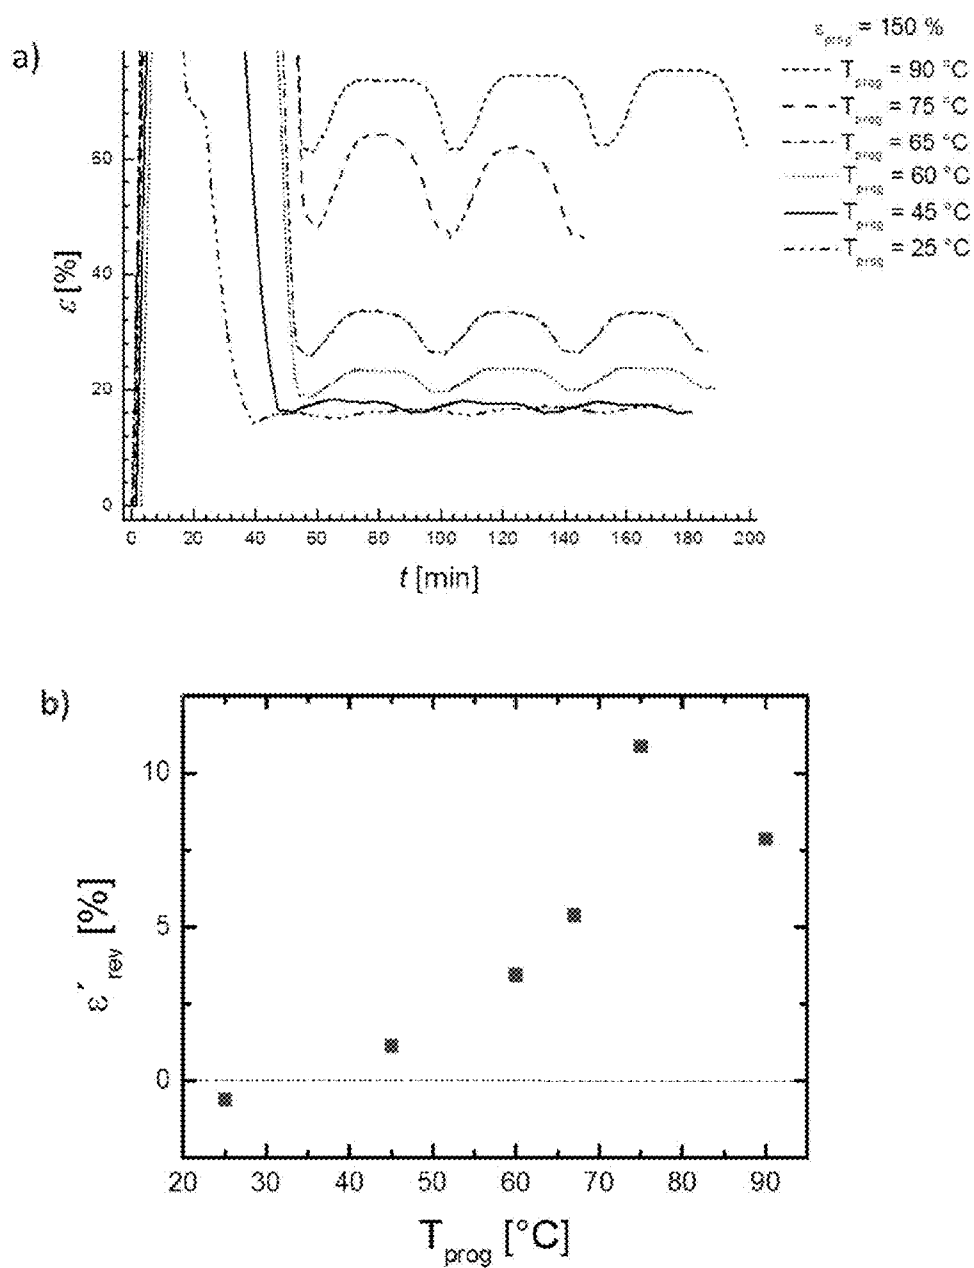 a)
ε_prog = 150 %
T_prog = 90 °C
T_prog = 75 °C
T_prog = 65 °C
T_prog = 60 °C
T_prog = 45 °C
T_prog = 25 °C
ε [%]
60
40
20
0
0 20 40 60 80 100 120 140 160 180 200
t [min]
b)
ε´_rev [%]
10
5
0
20 30 40 50 60 70 80 90
T_prog [°C]